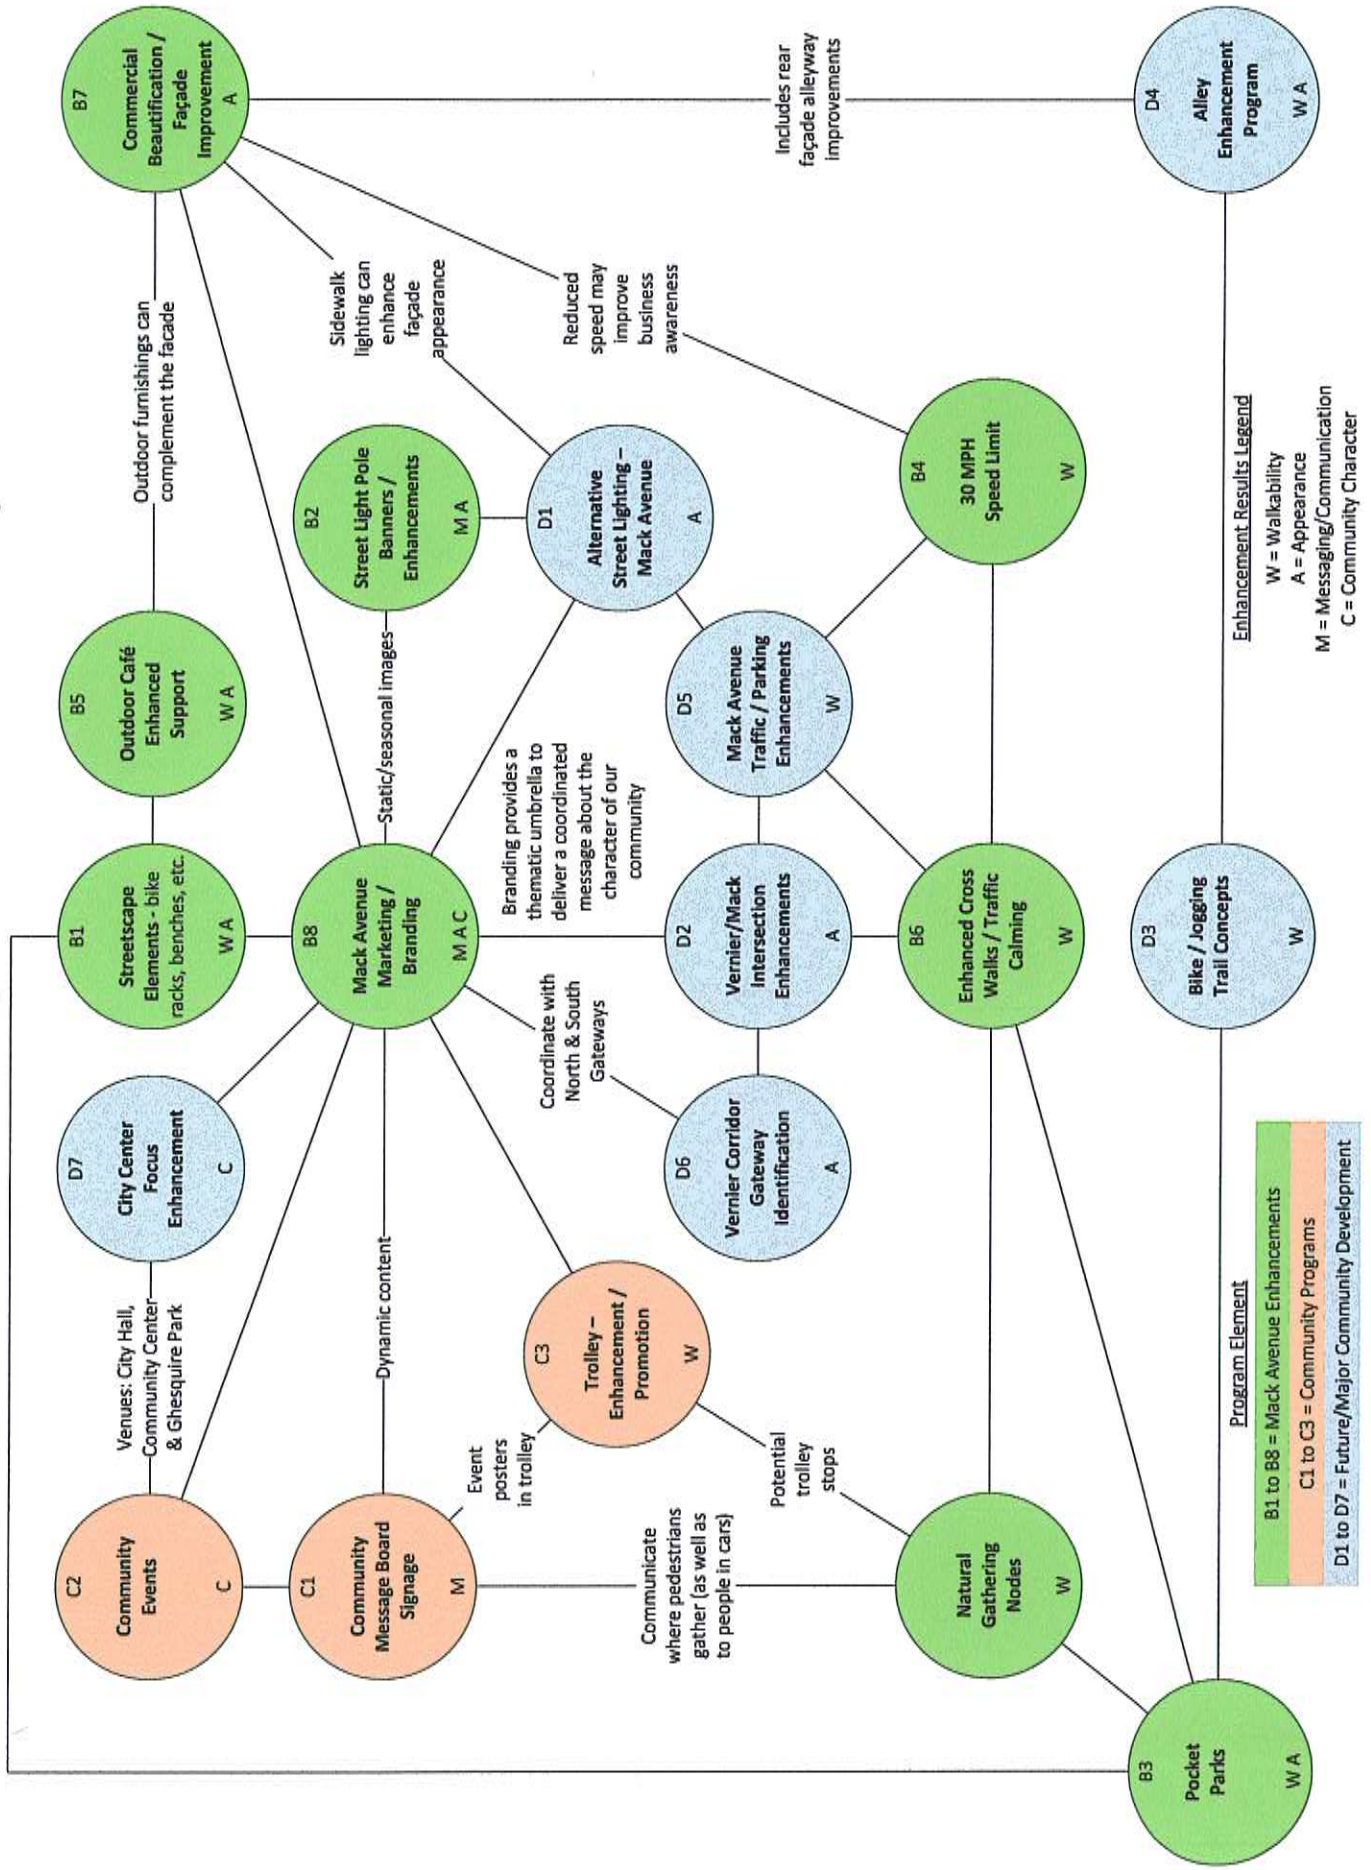 C2
Community
Events
C
Venues: City Hall,
Community Center
& Ghesquire Park
D7
City Center
Focus
Enhancement
C
B1
Streetscape
Elements - bike
racks, benches, etc.
W A
B5
Outdoor Café
Enhanced
Support
W A
Outdoor furnishings can
complement the facade
B7
Commercial
Beautification /
Façade
Improvement
A
C1
Community
Message Board
Signage
M
Dynamic content
B8
Mack Avenue
Marketing /
Branding
M A C
Static/seasonal images
B2
Street Light Pole
Banners /
Enhancements
M A
Sidewalk
lighting can
enhance
façade
appearance
Event
posters
in trolley
C3
Trolley –
Enhancement /
Promotion
W
Coordinate with
North & South
Gateways
Branding provides a
thematic umbrella to
deliver a coordinated
message about the
character of our
community
D1
Alternative
Street Lighting –
Mack Avenue
A
Reduced
speed may
improve
business
awareness
Communicate
where pedestrians
gather (as well as
to people in cars)
Potential
trolley
stops
D6
Vernier Corridor
Gateway
Identification
A
D2
Vernier/Mack
Intersection
Enhancements
A
D5
Mack Avenue
Traffic / Parking
Enhancements
W
Includes rear
façade alleyway
improvements
Natural
Gathering
Nodes
W
B6
Enhanced Cross
Walks / Traffic
Calming
W
B4
30 MPH
Speed Limit
W
B3
Pocket
Parks
W A
D3
Bike / Jogging
Trail Concepts
W
D4
Alley
Enhancement
Program
W A
Program Element
B1 to B8 = Mack Avenue Enhancements
C1 to C3 = Community Programs
D1 to D7 = Future/Major Community Development
Enhancement Results Legend
W = Walkability
A = Appearance
M = Messaging/Communication
C = Community Character